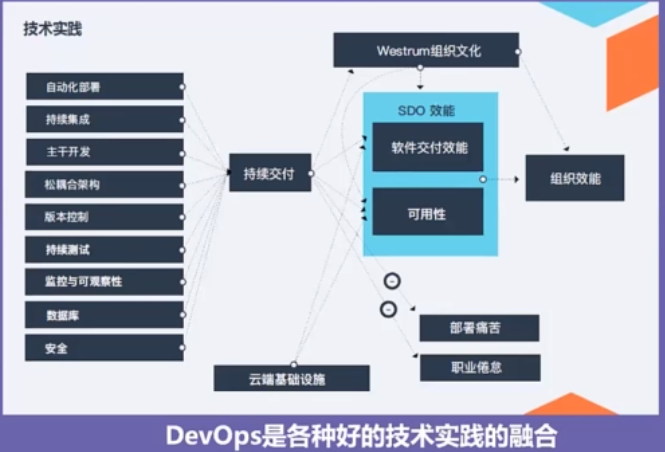 技术实践
自动化部署
持续集成
主干开发
松耦合架构
版本控制
持续测试
监控与可观察性
数据库
安全
持续交付
云端基础设施
Westrum组织文化
SDO 效能
软件交付效能
可用性
组织效能
-
-
部署痛苦
职业倦怠
DevOps是各种好的技术实践的融合